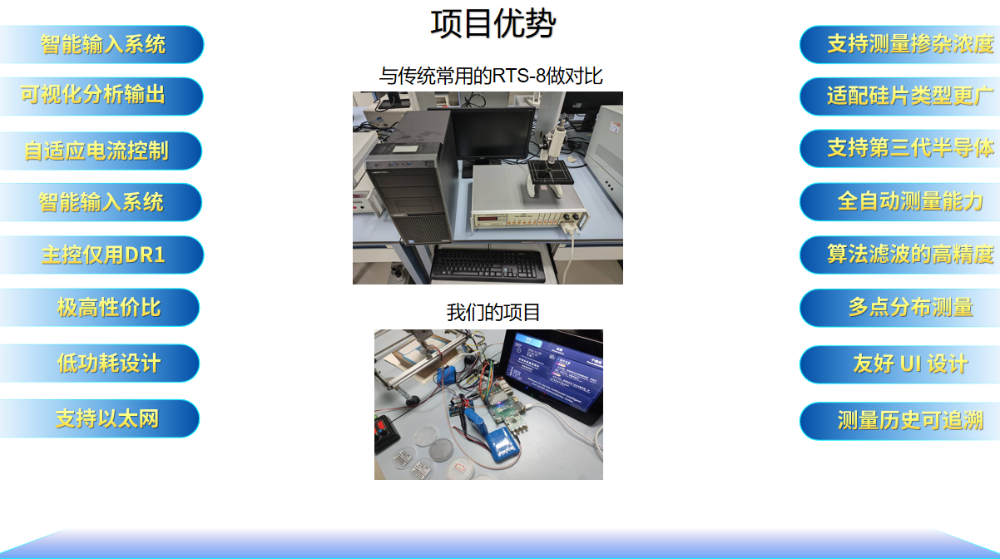 项目优势
智能输入系统
可视化分析输出
自适应电流控制
智能输入系统
主控仅用DR1
极高性价比
低功耗设计
支持以太网
与传统常用的RTS-8做对比
我们的项目
支持测量掺杂浓度
适配硅片类型更广
支持第三代半导体
全自动测量能力
算法滤波的高精度
多点分布测量
友好 UI 设计
测量历史可追溯